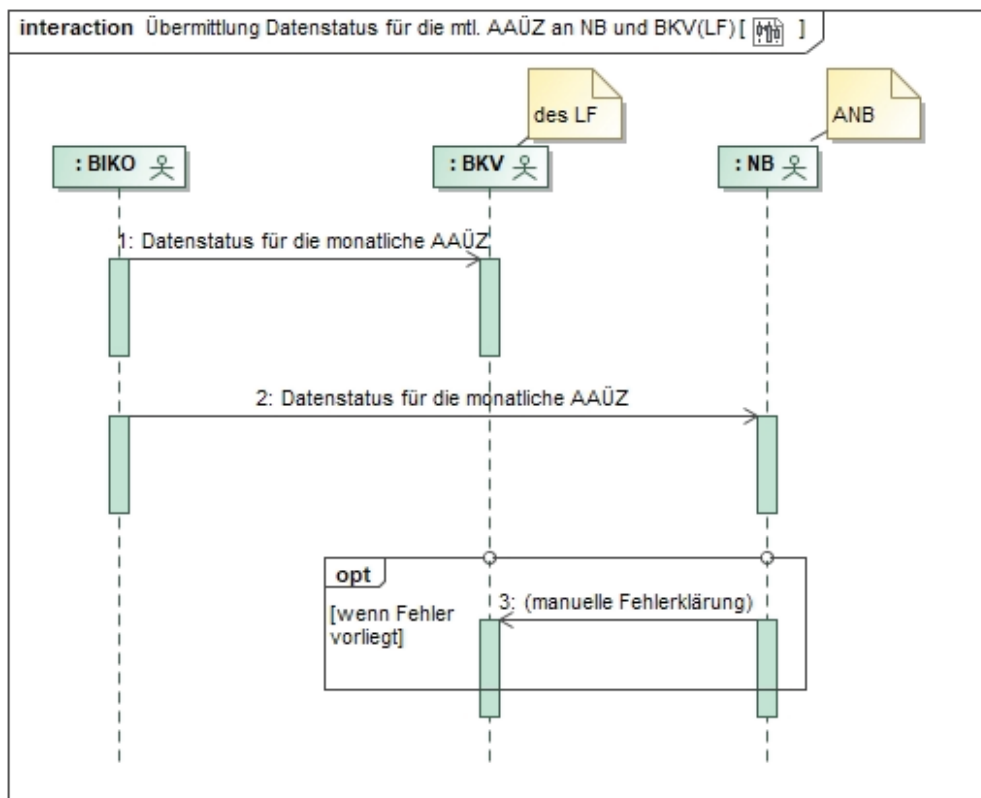 interaction Übermittlung Datenstatus für die mtl. AAÜZ an NB und BKV(LF) [ ]
des LF
ANB
: BIKO
: BKV
: NB
1: Datenstatus für die monatliche AAÜZ
2: Datenstatus für die monatliche AAÜZ
opt
3: (manuelle Fehlerklärung)
[wenn Fehler
vorliegt]